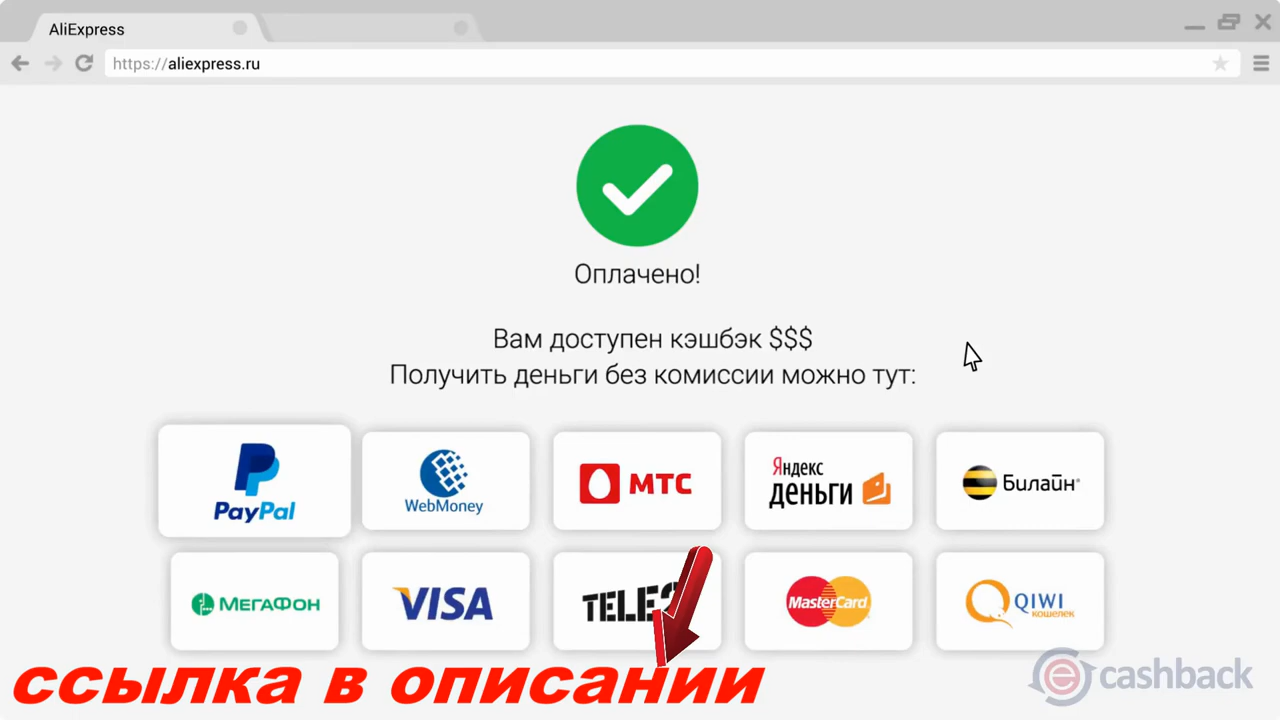 AliExpress
https://aliexpress.ru
Оплачено!
Вам доступен кэшбэк $$$
Получить деньги без комиссии можно тут:
PayPal
WebMoney
МТС
Яндекс
деньги
Билайн®
МЕГАФОН
VISA
TELE2
MasterCard
QIWI
кошелек
ссылка в описании
e cashback